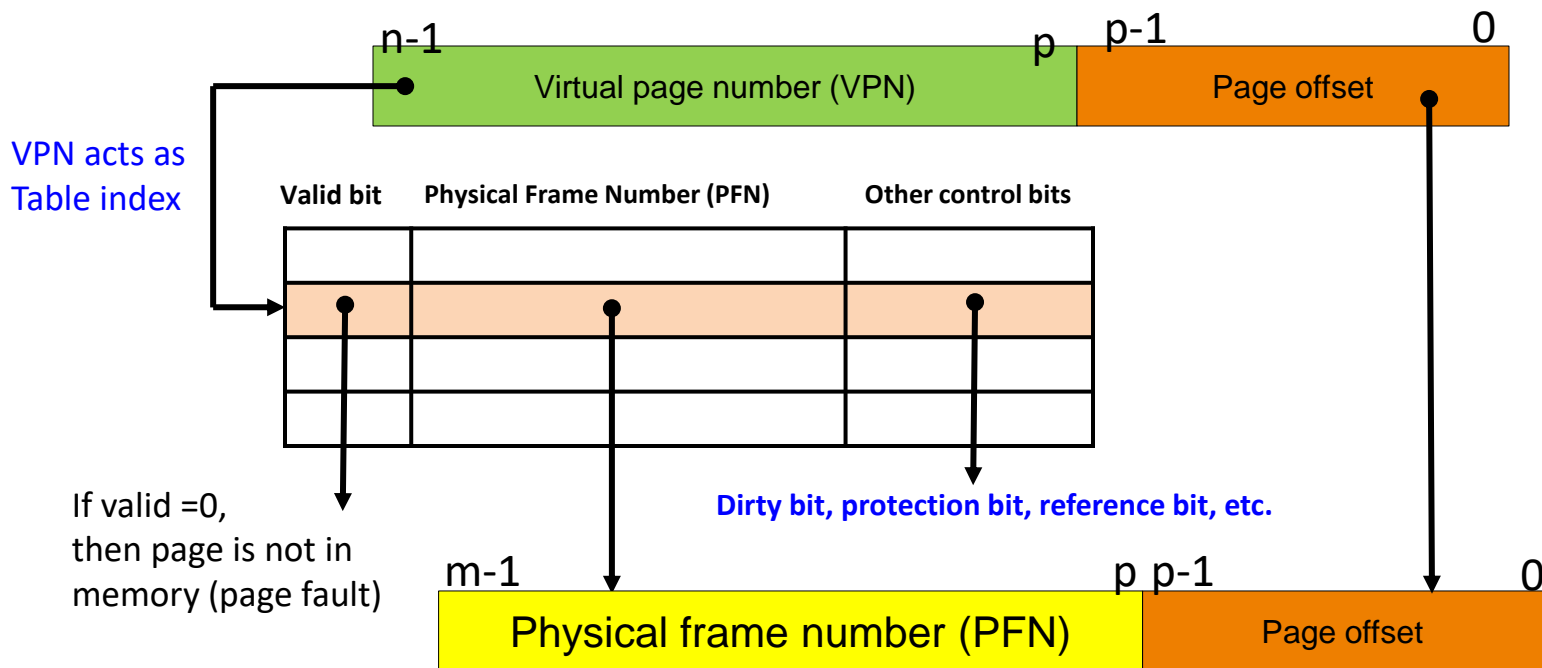 n-1
p
p-1
0
Virtual page number (VPN)
Page offset
VPN acts as
Table index
Valid bit
Physical Frame Number (PFN)
Other control bits
If valid =0,
then page is not in
memory (page fault)
Dirty bit, protection bit, reference bit, etc.
m-1
p
p-1
0
Physical frame number (PFN)
Page offset